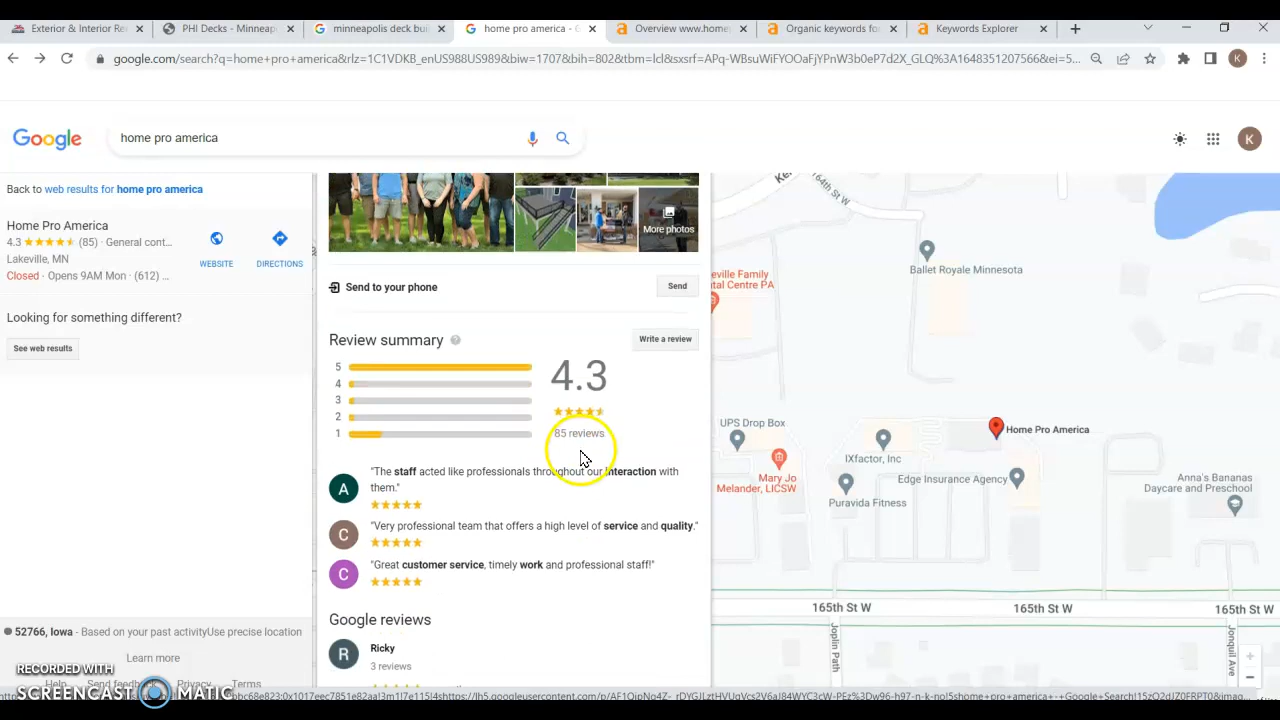 Exterior & Interior Re
PHI Decks - Minneap
minneapolis deck buil
home pro america - G
Overview www.home
Organic keywords fo
Keywords Explorer
google.com/search?q=home+pro+america&rlz=1C1VDKB_enUS988US989&biw=1707&bih=802&tbm=lcl&sxsrf=APq-WBsuWiFYOOaFjYPnW3b0eP7d2X_GLQ%3A1648351207566&ei=5...
K
Google
home pro america
K
Back to web results for home pro america
Home Pro America
4.3 (85) · General cont...
Lakeville, MN
Closed · Opens 9AM Mon · (612) ...
WEBSITE
DIRECTIONS
Looking for something different?
See web results
52766, Iowa - Based on your past activityUse precise location
Learn more
Help Send feedback Privacy Terms
RECORDED WITH
SCREENCAST MATIC
More photos
Send to your phone
Send
Review summary
Write a review
5
4
3
2
1
4.3
85 reviews
A
"The staff acted like professionals throughout our interaction with
them."
C
"Very professional team that offers a high level of service and quality."
C
"Great customer service, timely work and professional staff!"
Google reviews
R
Ricky
3 reviews
Ke
164th St W
Ballet Royale Minnesota
eville Family
tal Centre PA
UPS Drop Box
Home Pro America
IXfactor, Inc
Mary Jo
Melander, LICSW
Edge Insurance Agency
Puravida Fitness
Anna's Bananas
Daycare and Preschool
165th St W
165th St W
165th St W
Joplin Path
Jonquil Ave